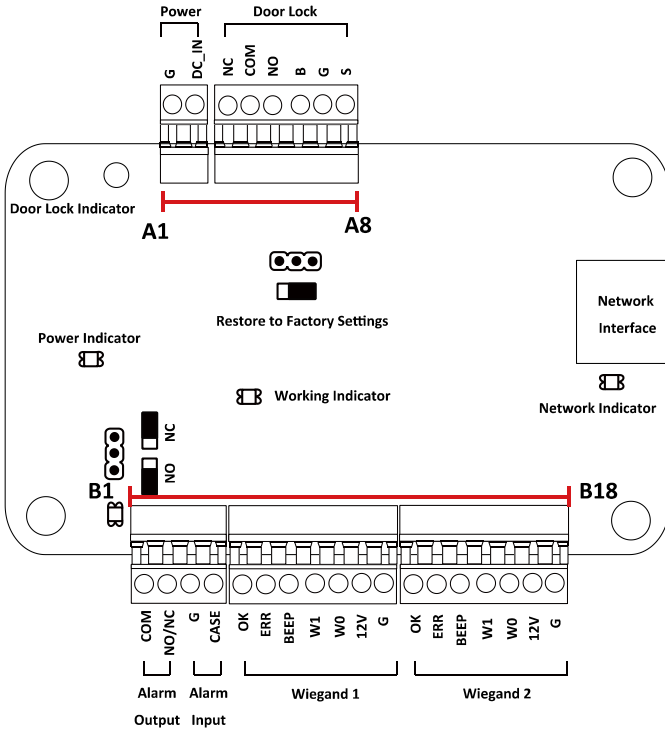 Power
Door Lock
G
DC_IN
NC
COM
NO
B
G
S
Door Lock Indicator
A1
A8
Restore to Factory Settings
Network
Interface
Power Indicator
Working Indicator
Network Indicator
NC
NO
B1
B18
COM
NO/NC
G
CASE
OK
ERR
BEEP
W1
W0
12V
G
OK
ERR
BEEP
W1
W0
12V
G
Alarm
Output
Alarm
Input
Wiegand 1
Wiegand 2